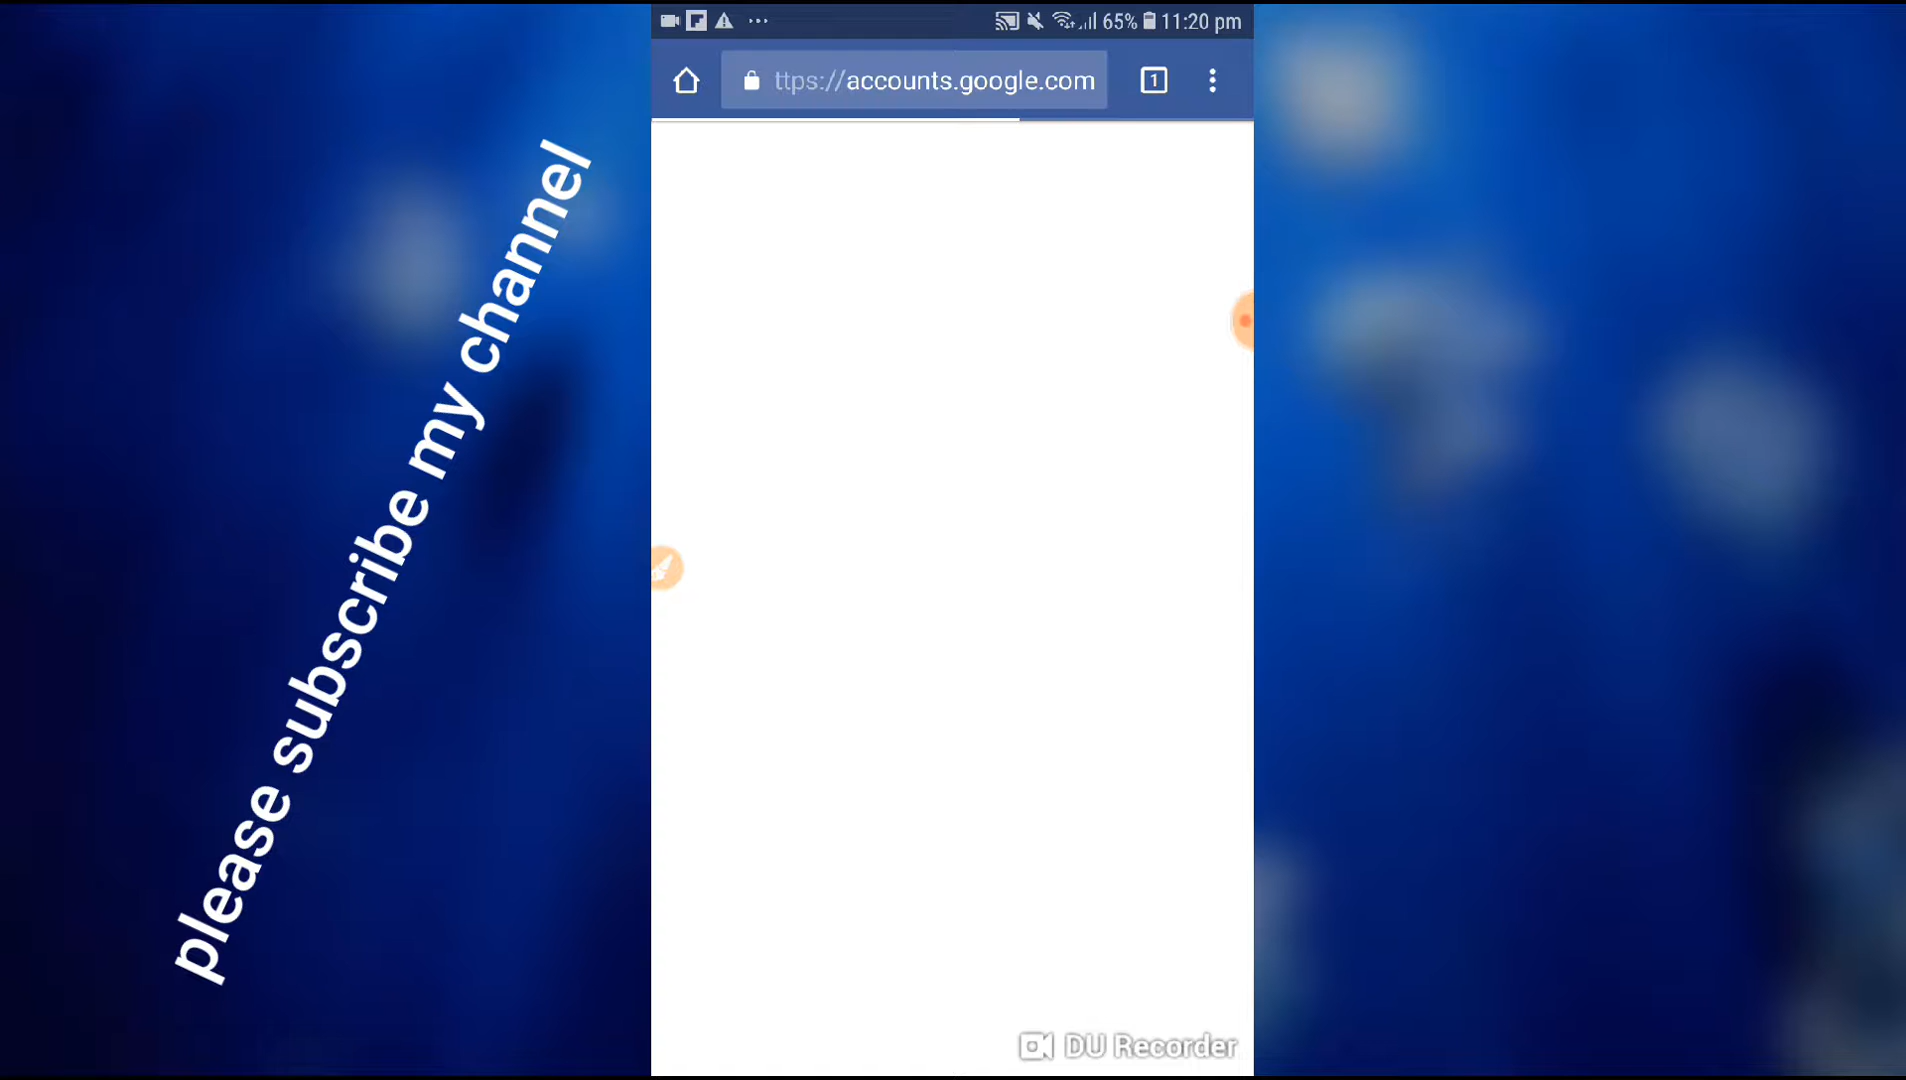 65% 11:20 pm
ttps://accounts.google.com
1
please subscribe my channel
DU Recorder